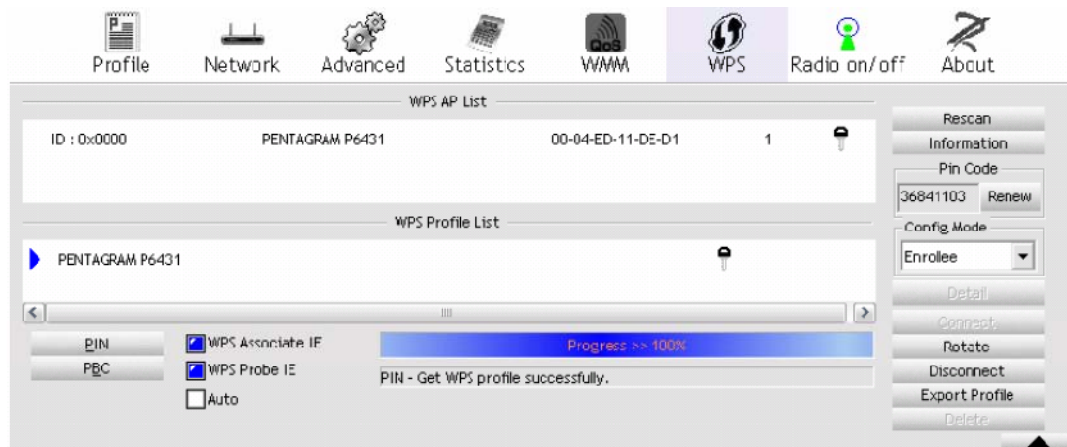 Profile Network Advanced Statistics WMM WPS Radio on/off About
QoS
WPS AP List
ID : 0x0000 PENTAGRAM P6431 00-04-ED-11-DE-D1 1
WPS Profile List
PENTAGRAM P6431
Rescan
Information
Pin Code
36841103 Renew
Config Mode
Enrollee
Detail
Connect
Rotate
Disconnect
Export Profile
Delete
PIN
PBC
WPS Associate IE
WPS Probe IE
Auto
Progress >> 100%
PIN - Get WPS profile successfully.